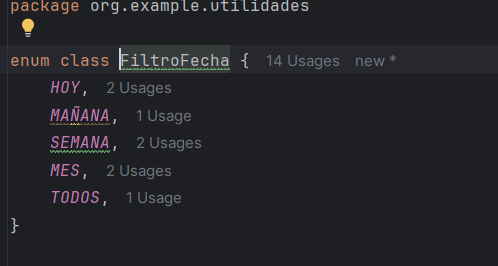 package org.example.utilidades
enum class FiltroFecha { 14 Usages new *
HOY, 2 Usages
MAÑANA, 1 Usage
SEMANA, 2 Usages
MES, 2 Usages
TODOS, 1 Usage
}